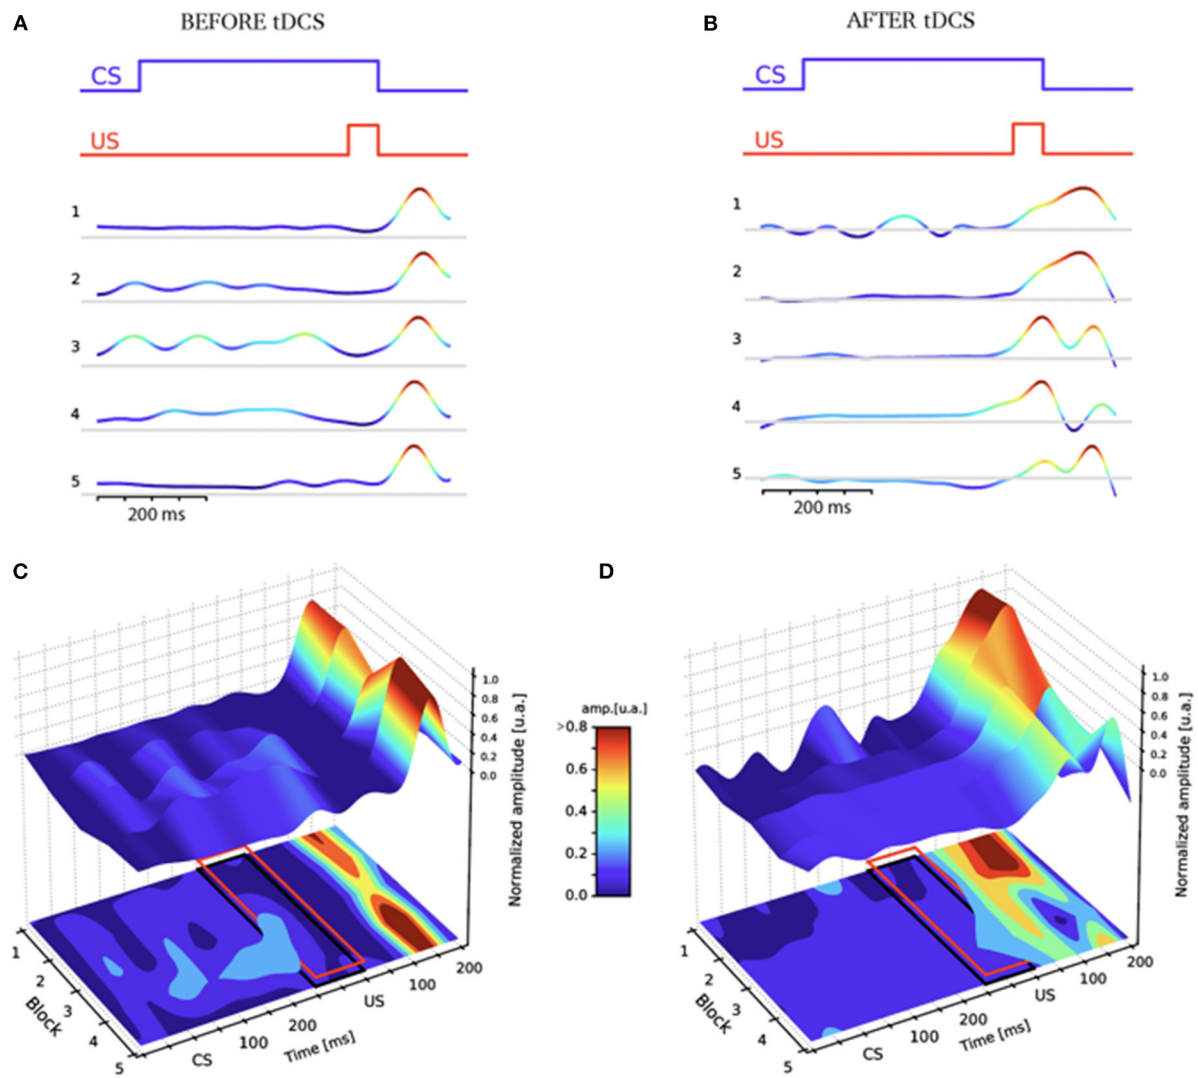 A
BEFORE tDCS
CS
US
1
2
3
4
5
200 ms
B
AFTER tDCS
CS
US
1
2
3
4
5
200 ms
C
1.0
0.8
0.6
0.4
0.2
0.0
Normalized amplitude [u.a.]
1
2
3
4
5
Block
CS
100
200
US
100
200
Time [ms]
amp.[u.a.]
>0.8
0.6
0.4
0.2
0.0
D
1.0
0.8
0.6
0.4
0.2
0.0
Normalized amplitude [u.a.]
1
2
3
4
5
Block
CS
100
200
US
100
200
Time [ms]